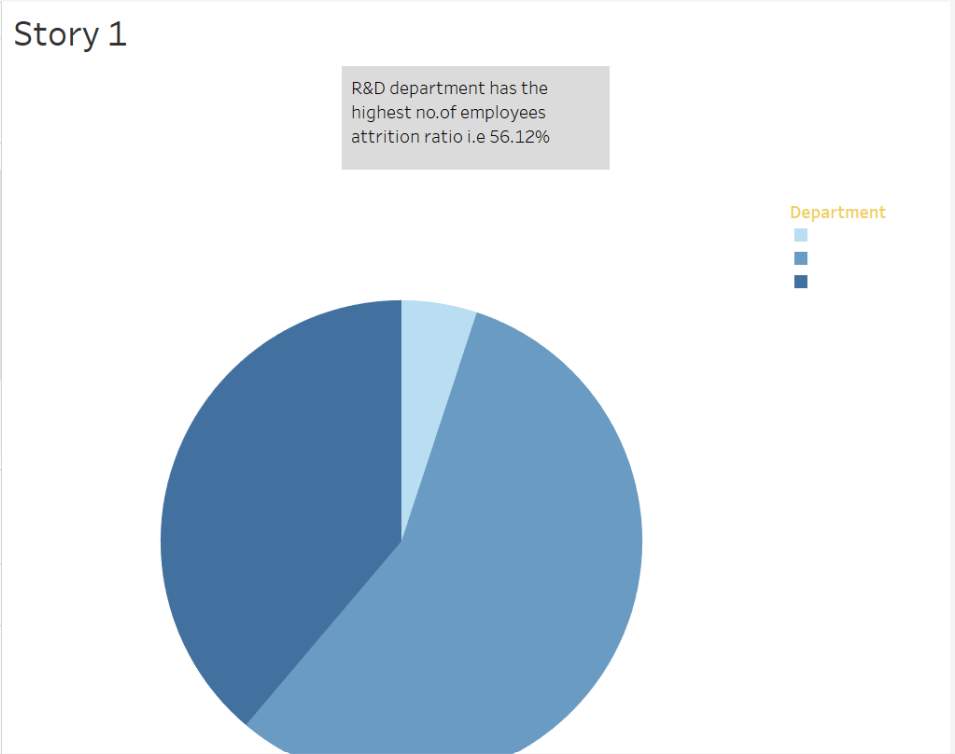 Story 1
R&D department has the
highest no.of employees
attrition ratio i.e 56.12%
Department